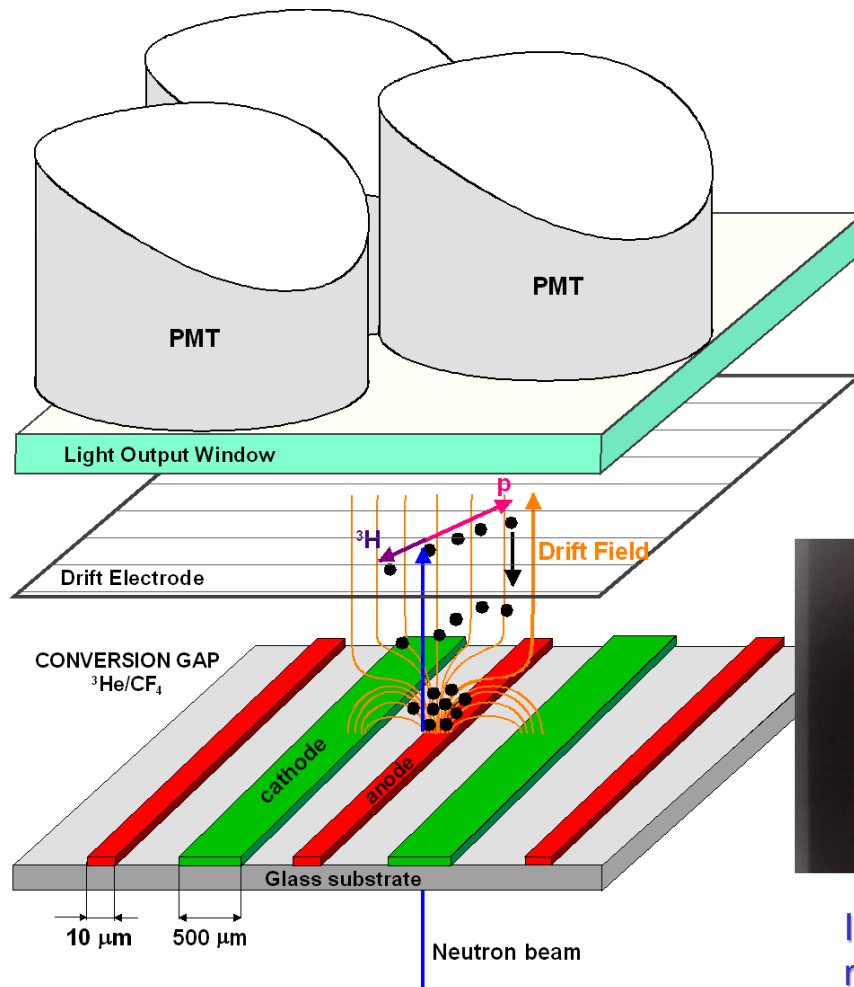 PMT
PMT
Light Output Window
p
³H
Drift Field
Drift Electrode
CONVERSION GAP
³He/CF₄
cathode
anode
Glass substrate
10 μm
500 μm
Neutron beam